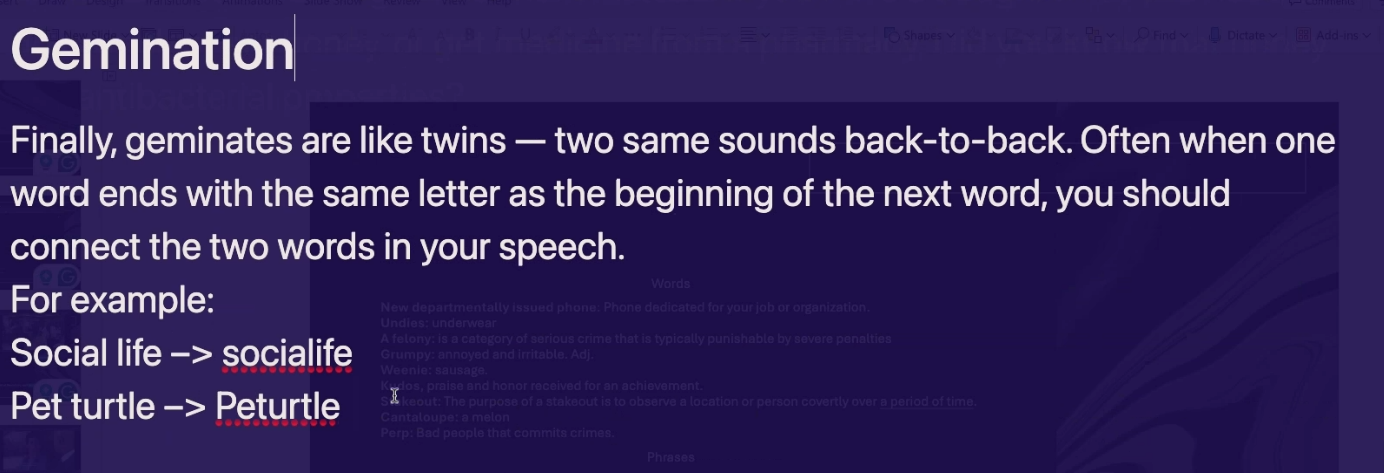 Shapes
Find
Dictate
Add-ins
Gemination
Finally, geminates are like twins — two same sounds back-to-back. Often when one
word ends with the same letter as the beginning of the next word, you should
connect the two words in your speech.
For example:
Social life –> socialife
Pet turtle –> Peturtle
Words
New departmentally issued phone: Phone dedicated for your job or organization.
Undies: underwear
A felony: is a category of serious crime that is typically punishable by severe penalties
Grumpy: annoyed and irritable. Adj.
Weenie: sausage.
Kudos, praise and honor received for an achievement.
Stakeout: The purpose of a stakeout is to observe a location or person covertly over a period of time.
Cantaloupe: a melon
Perp: Bad people that commits crimes.
Phrases